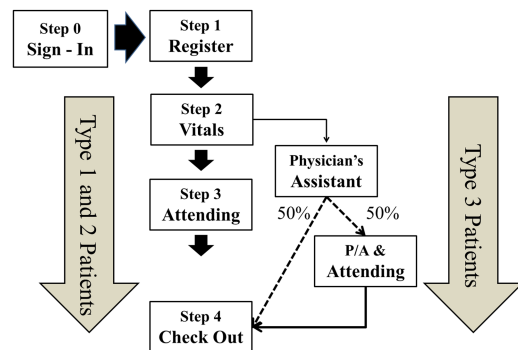 Step 0
Sign - In
Step 1
Register
Step 2
Vitals
Physician's
Assistant
Step 3
Attending
50%
50%
P/A &
Attending
Step 4
Check Out
Type 1 and 2 Patients
Type 3 Patients